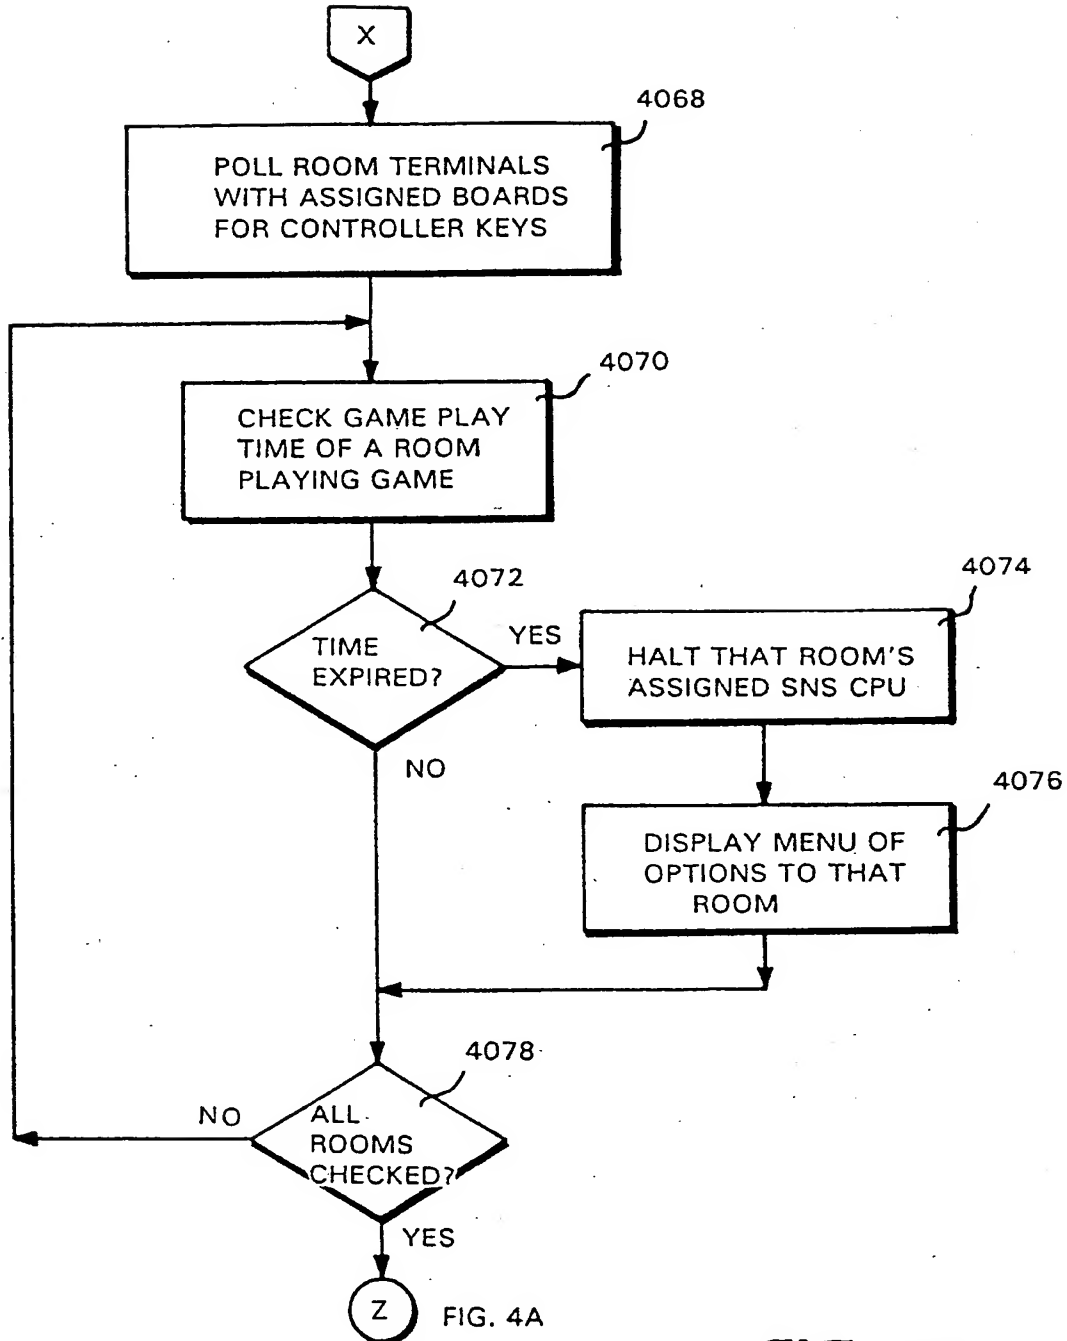 X
4068
POLL ROOM TERMINALS
WITH ASSIGNED BOARDS
FOR CONTROLLER KEYS
4070
CHECK GAME PLAY
TIME OF A ROOM
PLAYING GAME
4072
TIME
EXPIRED?
YES
NO
4074
HALT THAT ROOM'S
ASSIGNED SNS CPU
4076
DISPLAY MENU OF
OPTIONS TO THAT
ROOM
4078
ALL
ROOMS
CHECKED?
NO
YES
Z
FIG. 4A